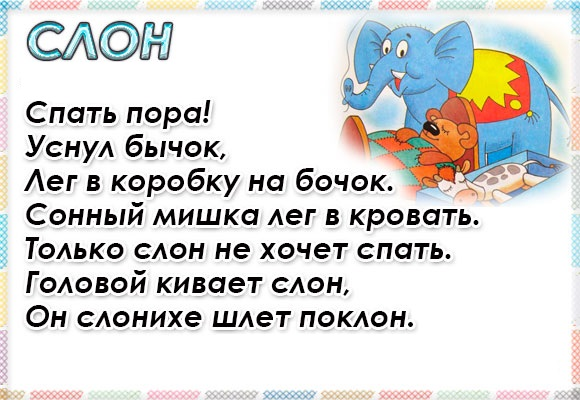 СЛОН
Спать пора!
Уснул бычок,
Лег в коробку на бочок.
Сонный мишка лег в кровать.
Только слон не хочет спать.
Головой кивает слон,
Он слонихе шлет поклон.